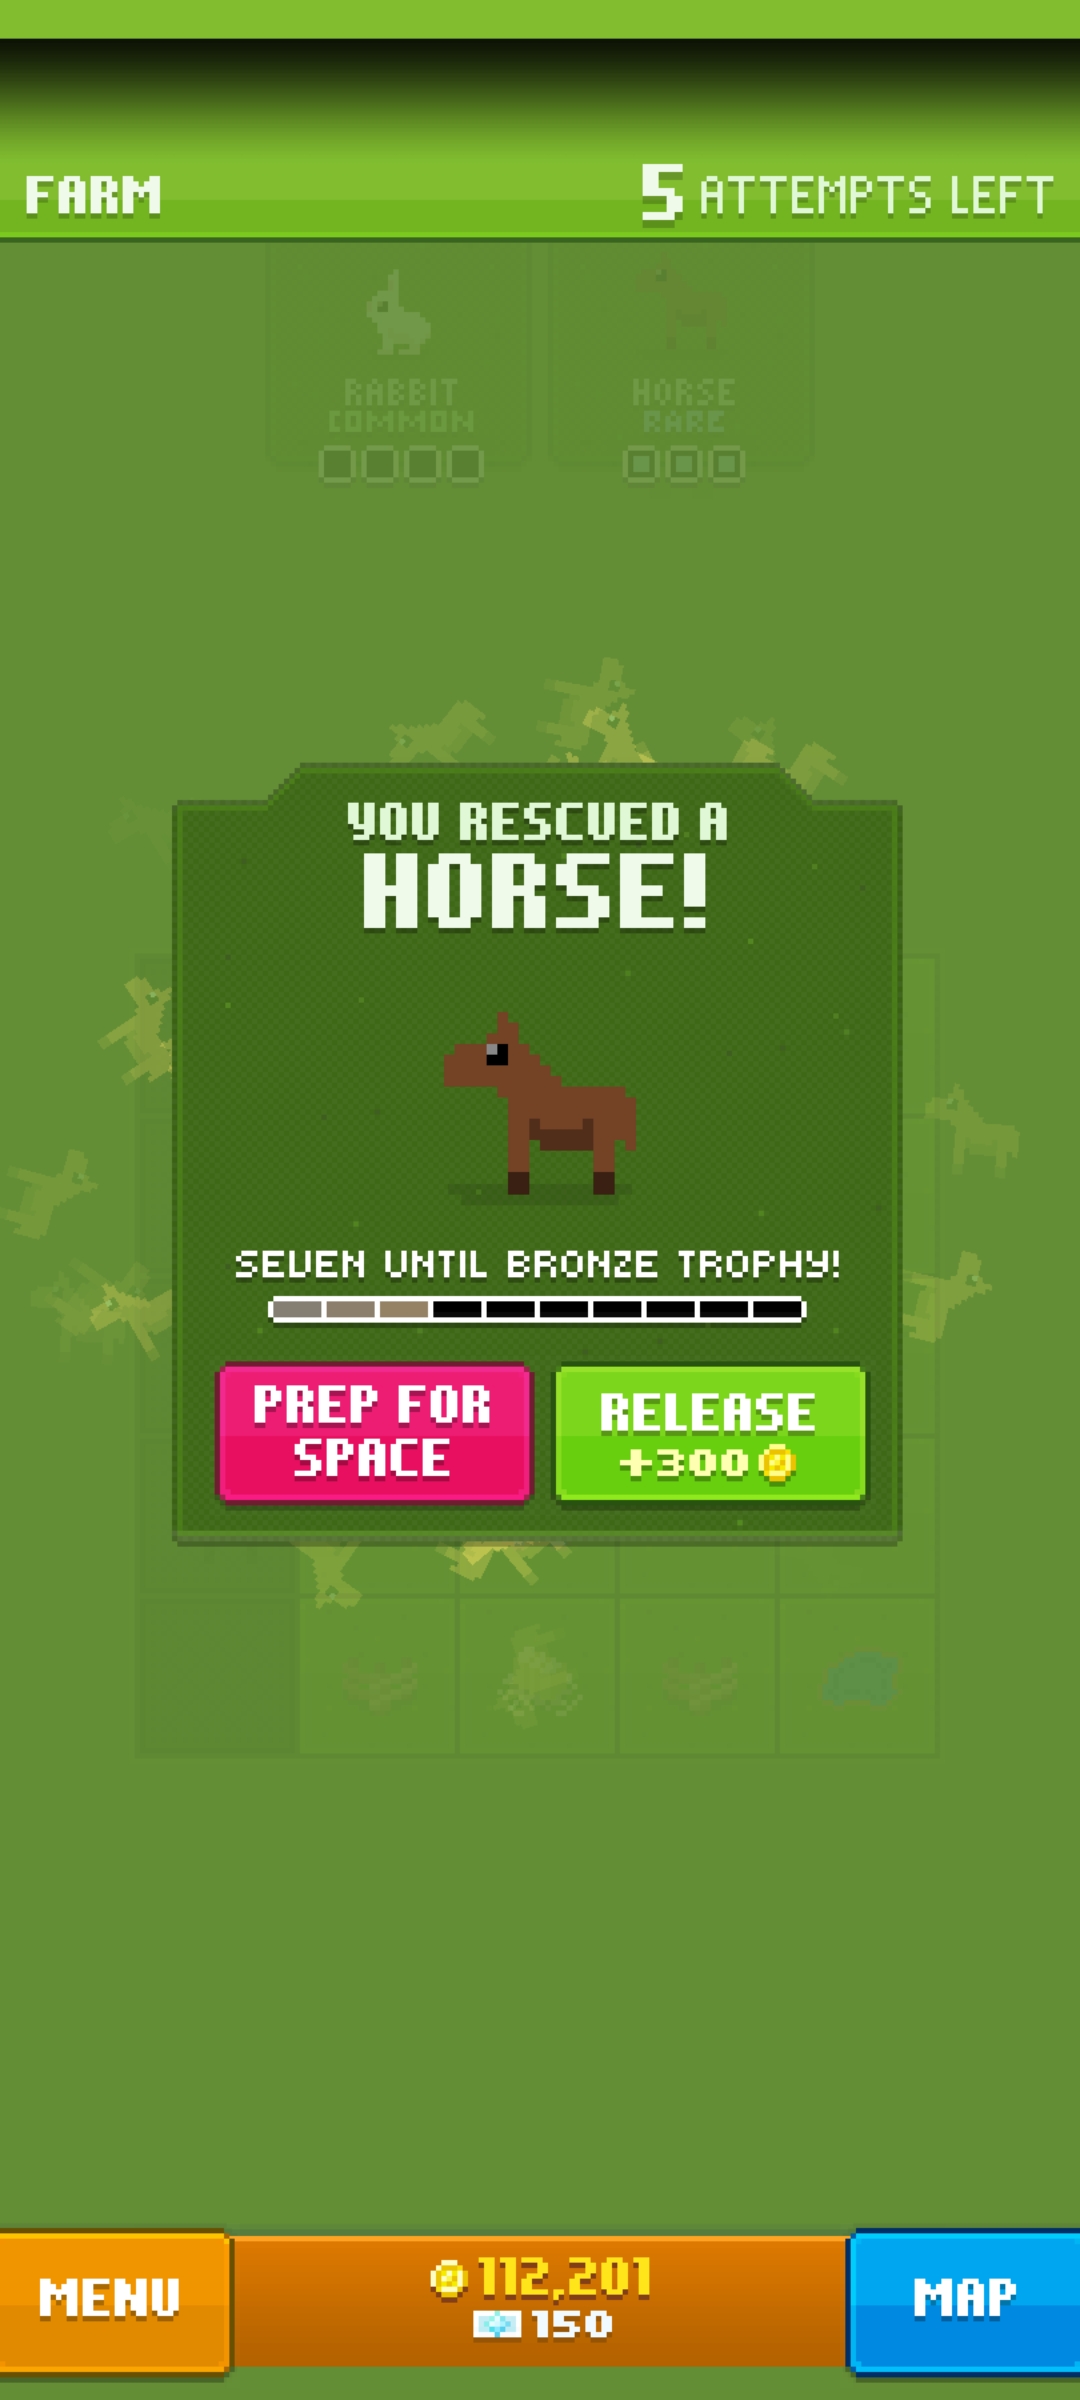 FARM
5 ATTEMPTS LEFT
RABBIT
COMMON
HORSE
RARE
YOU RESCUED A
HORSE!
SEVEN UNTIL BRONZE TROPHY!
PREP FOR
SPACE
RELEASE
+300
MENU
112,201
150
MAP